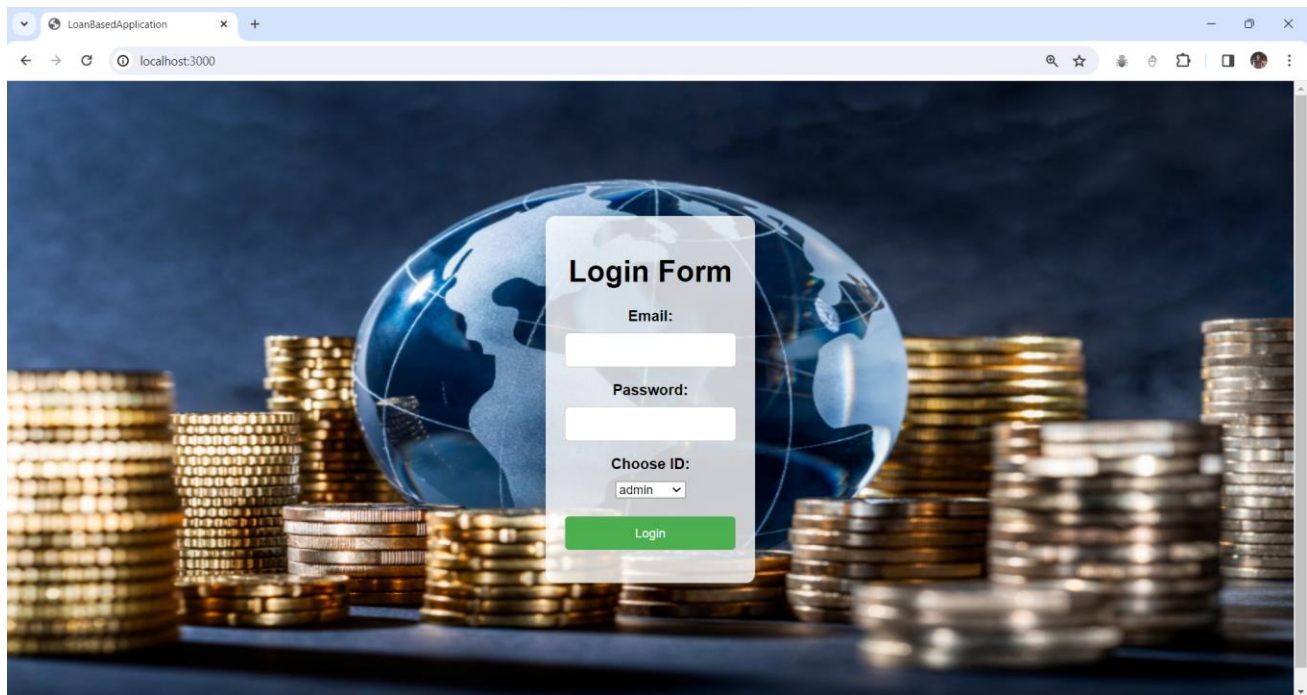 LoanBasedApplication
localhost:3000
Login Form
Email:
Password:
Choose ID:
admin
Login